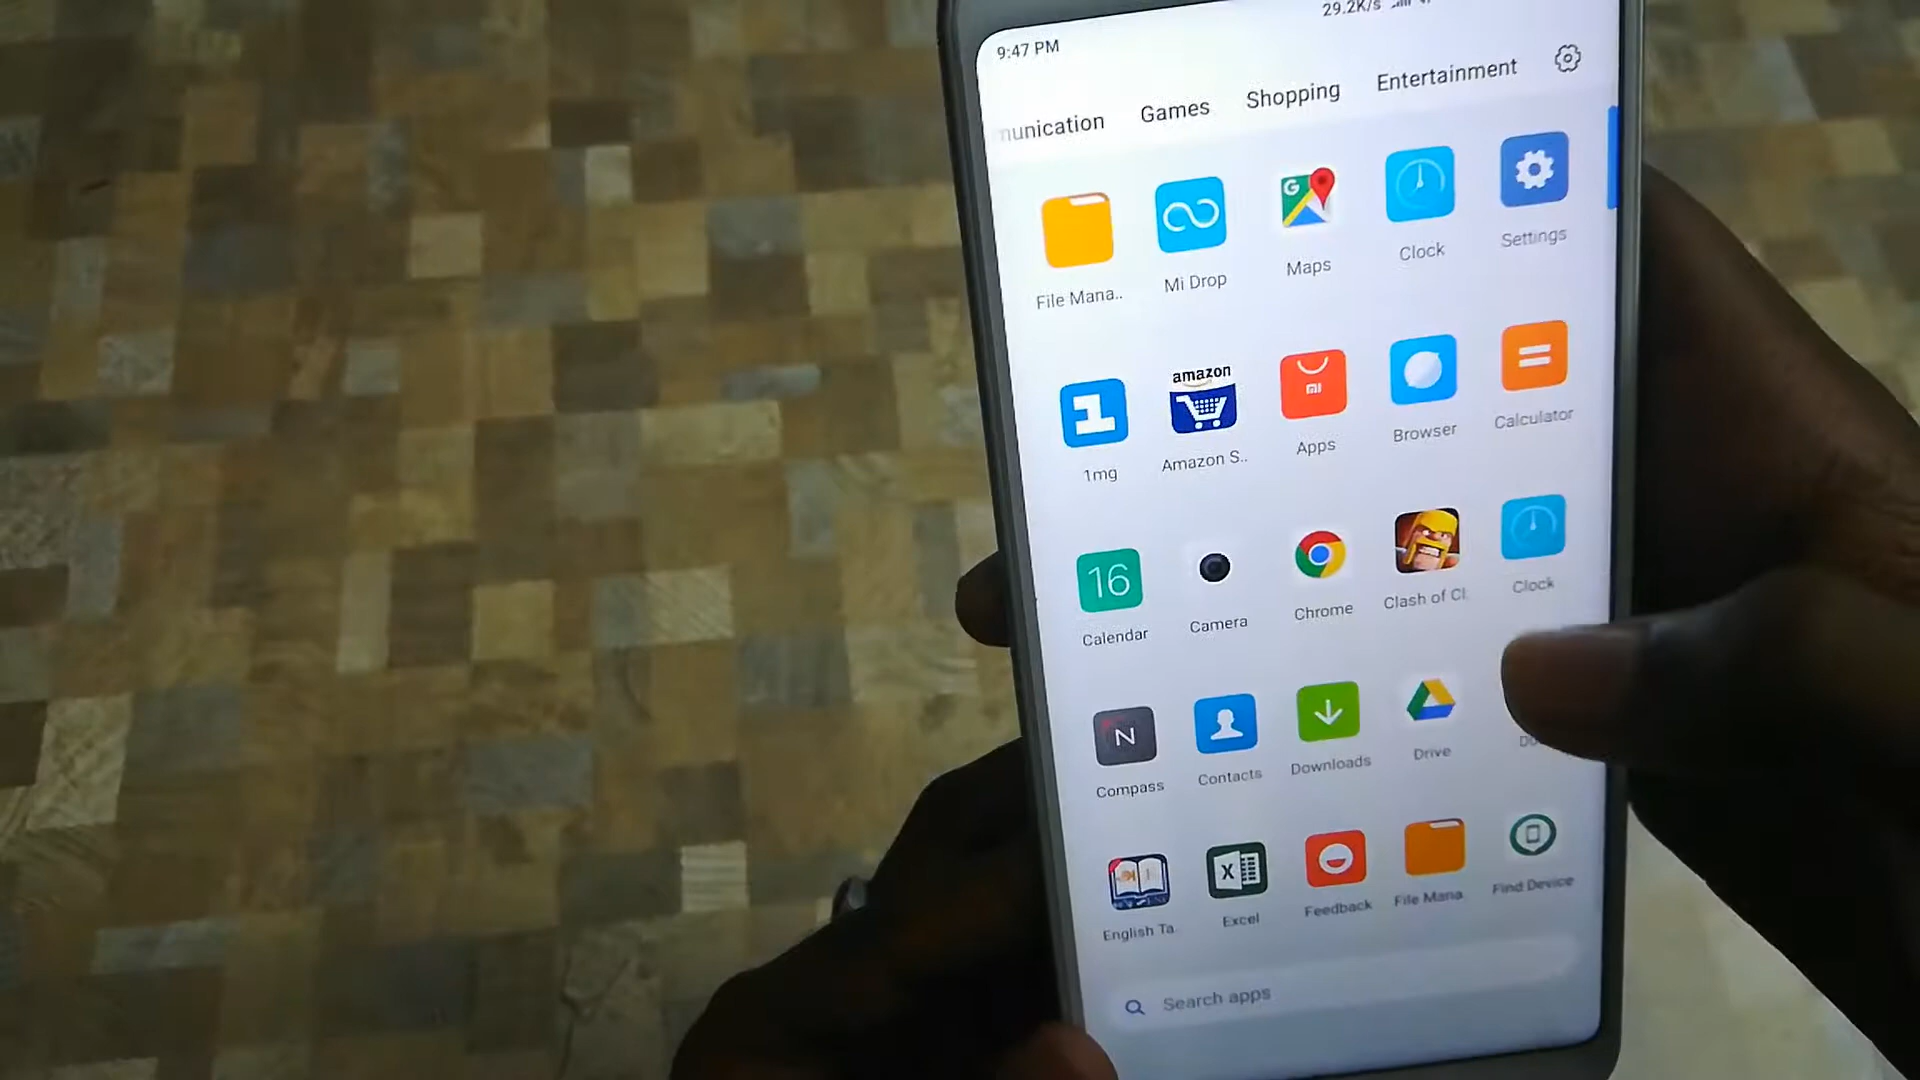 29.2K/s
9:47 PM
nunication Games Shopping Entertainment
File Mana.. Mi Drop Maps Clock Settings
amazon
1mg Amazon S.. Apps Browser Calculator
16
Calendar Camera Chrome Clash of Cl. Clock
N
Compass Contacts Downloads Drive
English Ta. Excel Feedback File Mana Find Device
Search apps